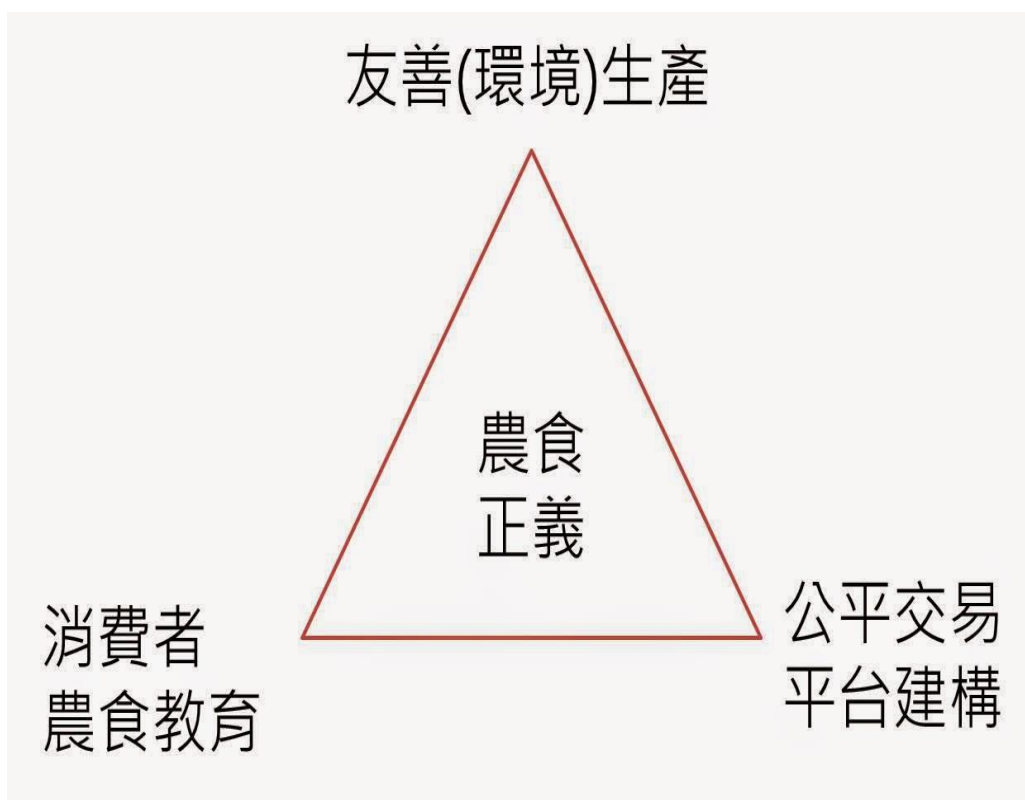 友善(環境)生產
農食
正義
消費者
農食教育
公平交易
平台建構